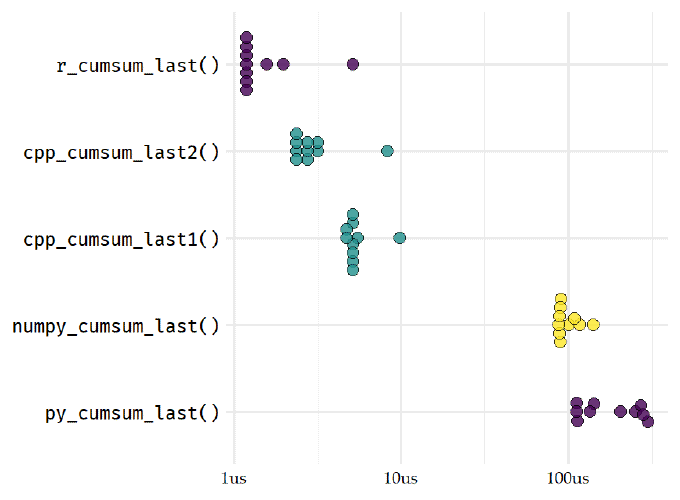 r_cumsum_last()
cpp_cumsum_last2()
cpp_cumsum_last1()
numpy_cumsum_last()
py_cumsum_last()
1us 10us 100us